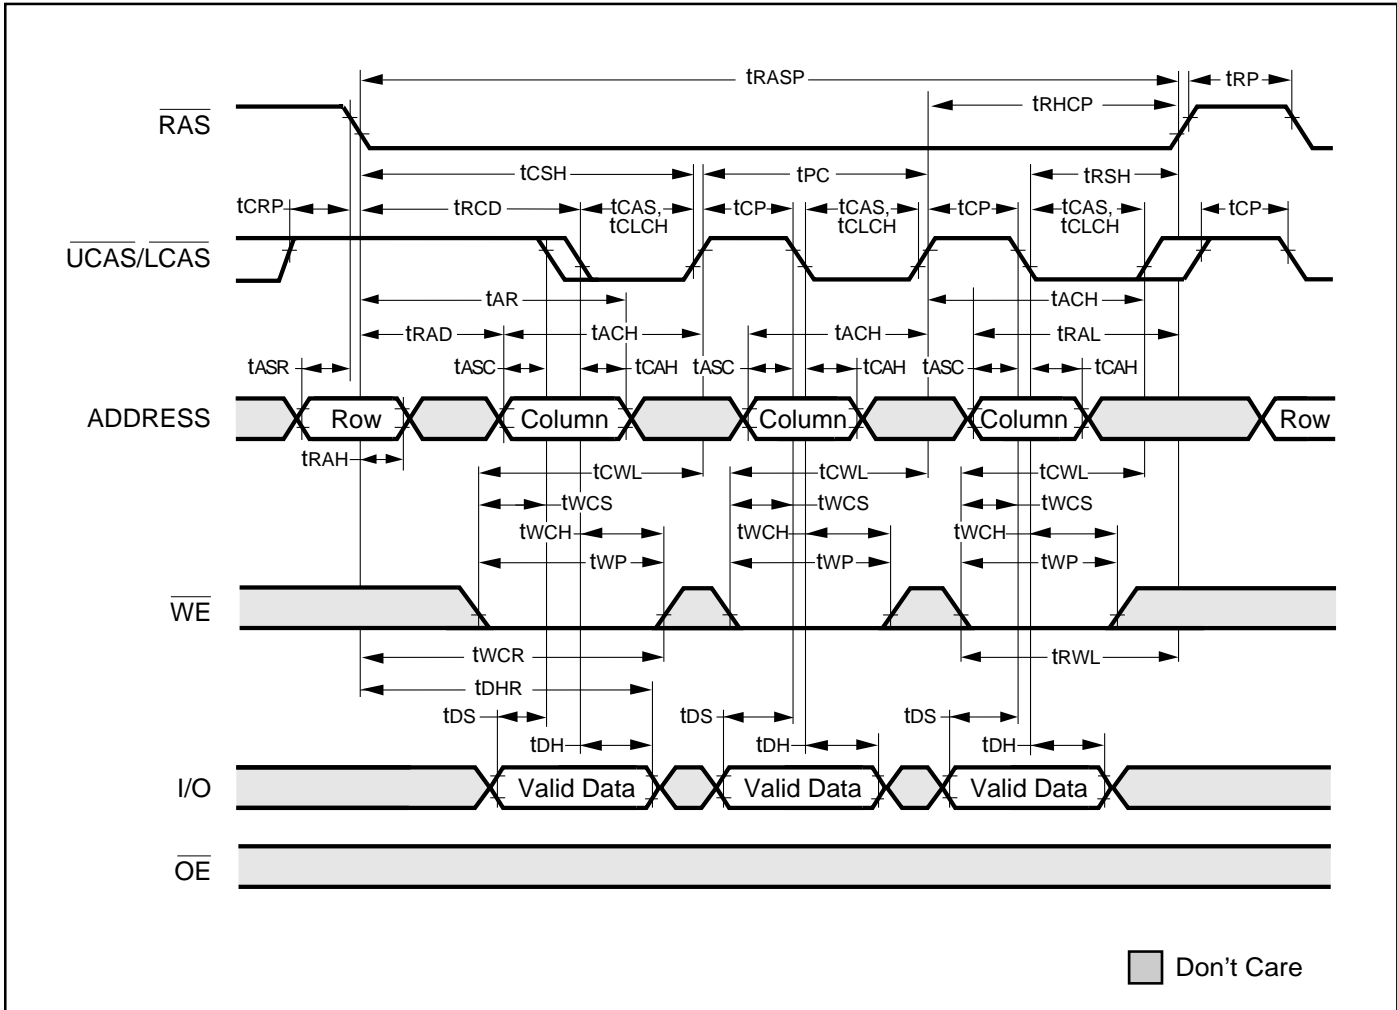 tRASP tRP
tRHCP
RAS
tCSH tPC tRSH
tCRP tRCD tCAS, tCLCH tCP tCAS, tCLCH tCP tCAS, tCLCH tCP
UCAS/LCAS
tAR tACH
tRAD tACH tACH tRAL
tASR tASC tCAH tASC tCAH tASC tCAH
ADDRESS Row Column Column Column Row
tRAH
tCWL tCWL tCWL
tWCS tWCS tWCS
tWCH tWCH tWCH
tWP tWP tWP
WE
tWCR tRWL
tDHR
tDS tDS tDS
tDH tDH tDH
I/O Valid Data Valid Data Valid Data
OE
Don't Care